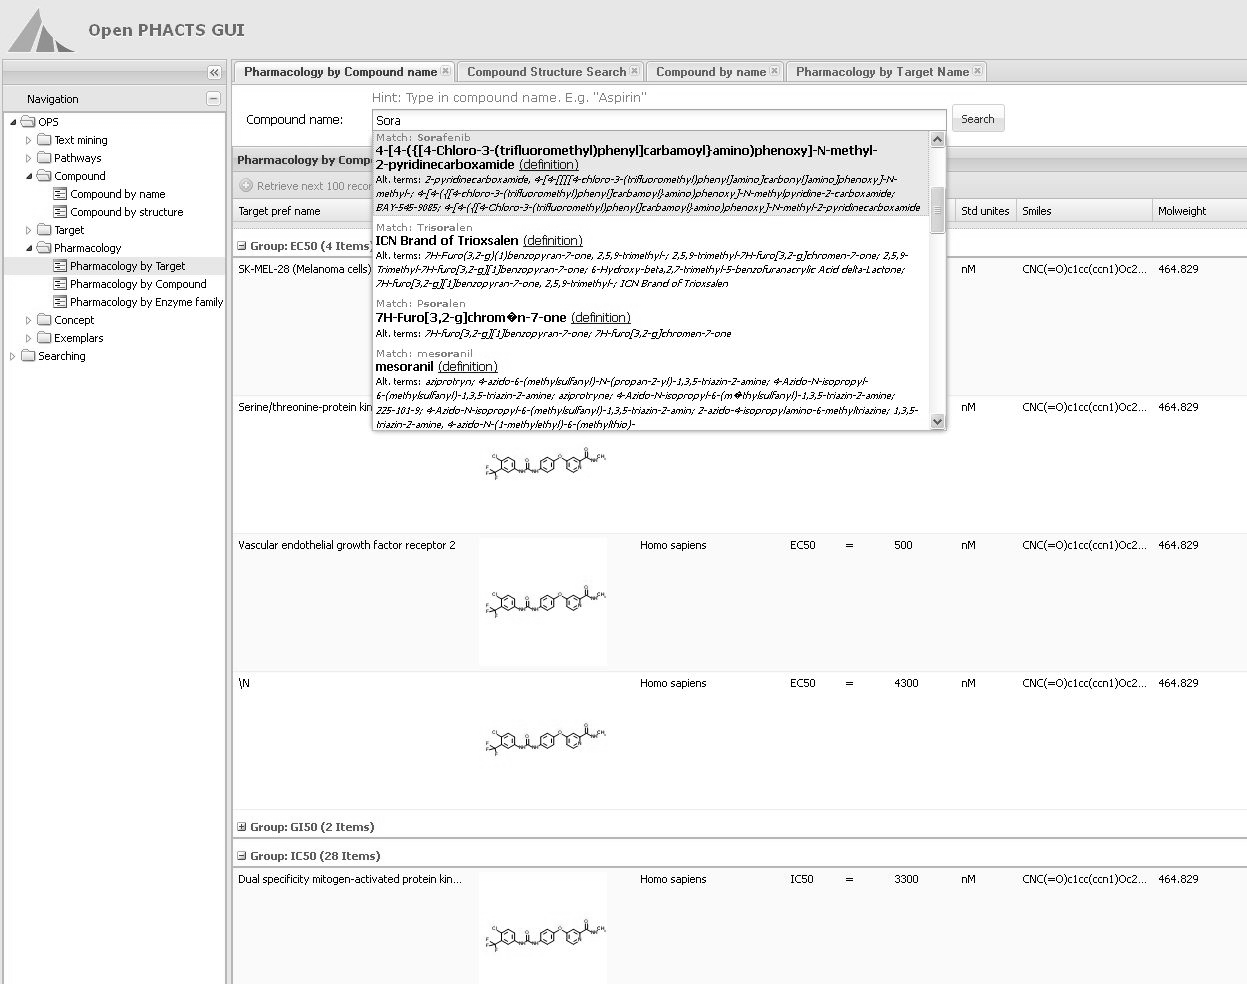 Open PHACTS GUI
Navigation
OPS
Text mining
Pathways
Compound
Compound by name
Compound by structure
Target
Pharmacology
Pharmacology by Target
Pharmacology by Compound
Pharmacology by Enzyme family
Concept
Exemplars
Searching
Pharmacology by Compound name
Compound Structure Search
Compound by name
Pharmacology by Target Name
Hint: Type in compound name. E.g. "Aspirin"
Compound name: Sora Search
Pharmacology by Comp
Retrieve next 100 recor
Target pref name Std unites Smiles Molweight
Match: Sorafenib
4-[4-({[4-Chloro-3-(trifluoromethyl)phenyl]carbamoyl}amino)phenoxy]-N-methyl-
2-pyridinecarboxamide (definition)
Alt. terms: 2-pyridinecarboxamide, 4-[4-[[[[4-chloro-3-(trifluoromethyl)phenyl]amino]carbonyl]amino]phenoxy]-N-
methyl-; 4-[4-({[4-chloro-3-(trifluoromethyl)phenyl]carbamoyl}amino)phenoxy]-N-methylpyridine-2-carboxamide;
BAY-545-9085; 4-[4-({[4-Chloro-3-(trifluoromethyl)phenyl]carbamoyl}amino)phenoxy]-N-methyl-2-pyridinecarboxamide
Match: Trisoralen
ICN Brand of Trioxsalen (definition)
Alt. terms: 7H-Furo(3,2-g)(1)benzopyran-7-one, 2,5,9-trimethyl-; 2,5,9-trimethyl-7H-furo[3,2-g]chromen-7-one; 2,5,9-
Trimethyl-7H-furo[3,2-g][1]benzopyran-7-one; 6-Hydroxy-beta,2,7-trimethyl-5-benzofuranacrylic Acid delta-Lactone;
7H-furo[3,2-g][1]benzopyran-7-one, 2,5,9-trimethyl-; ICN Brand of Trioxsalen
Match: Psoralen
7H-Furo[3,2-g]chrom�n-7-one (definition)
Alt. terms: 7H-furo[3,2-g][1]benzopyran-7-one; 7H-furo[3,2-g]chromen-7-one
Match: mesoranil
mesoranil (definition)
Alt. terms: aziprotryn; 4-azido-6-(methylsulfanyl)-N-(propan-2-yl)-1,3,5-triazin-2-amine; 4-Azido-N-isopropyl-
6-(methylsulfanyl)-1,3,5-triazin-2-amine; aziprotryne; 4-Azido-N-isopropyl-6-(m�thylsulfanyl)-1,3,5-triazin-2-amine;
225-101-9; 4-Azido-N-isopropyl-6-(methylsulfanyl)-1,3,5-triazin-2-amin; 2-azido-4-isopropylamino-6-methyltriazine; 1,3,5-
triazin-2-amine, 4-azido-N-(1-methylethyl)-6-(methylthio)-
Group: EC50 (4 Items)
SK-MEL-28 (Melanoma cells) nM CNC(=O)c1cc(ccn1)Oc2... 464.829
Serine/threonine-protein kin nM CNC(=O)c1cc(ccn1)Oc2... 464.829
Vascular endothelial growth factor receptor 2 Homo sapiens EC50 = 500 nM CNC(=O)c1cc(ccn1)Oc2... 464.829
\N Homo sapiens EC50 = 4300 nM CNC(=O)c1cc(ccn1)Oc2... 464.829
Group: GI50 (2 Items)
Group: IC50 (28 Items)
Dual specificity mitogen-activated protein kin... Homo sapiens IC50 = 3300 nM CNC(=O)c1cc(ccn1)Oc2... 464.829